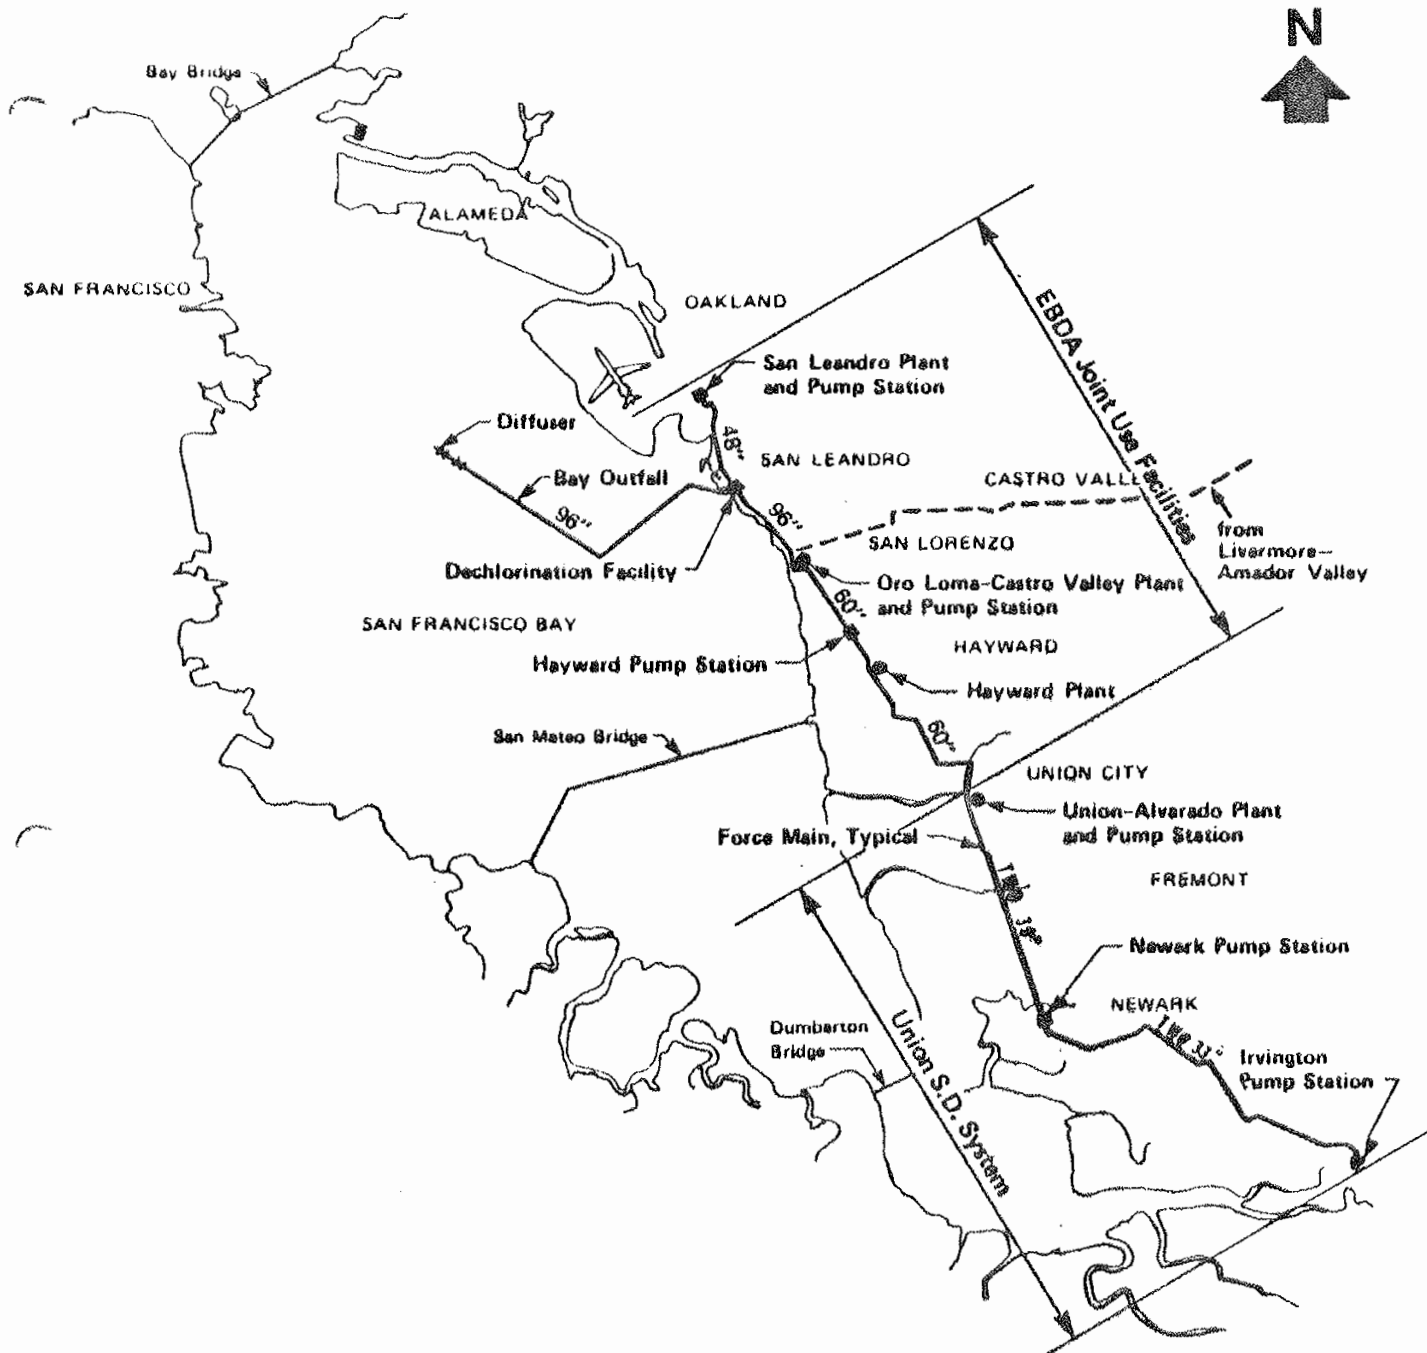 N
Bay Bridge
ALAMEDA
SAN FRANCISCO
OAKLAND
EBDA Joint Use Facilities
San Leandro Plant
and Pump Station
Diffuser
48"
SAN LEANDRO
Bay Outfall
CASTRO VALLE
96"
96"
from
Livermore–
Amador Valley
SAN LORENZO
Dechlorination Facility
Oro Loma-Castro Valley Plant
and Pump Station
60"
SAN FRANCISCO BAY
HAYWARD
Hayward Pump Station
Hayward Plant
San Mateo Bridge
60"
UNION CITY
Union-Alvarado Plant
and Pump Station
Force Main, Typical
FREMONT
Newark Pump Station
NEWARK
Dumbarton
Bridge
Union S.D. System
Two 33"
Irvington
Pump Station